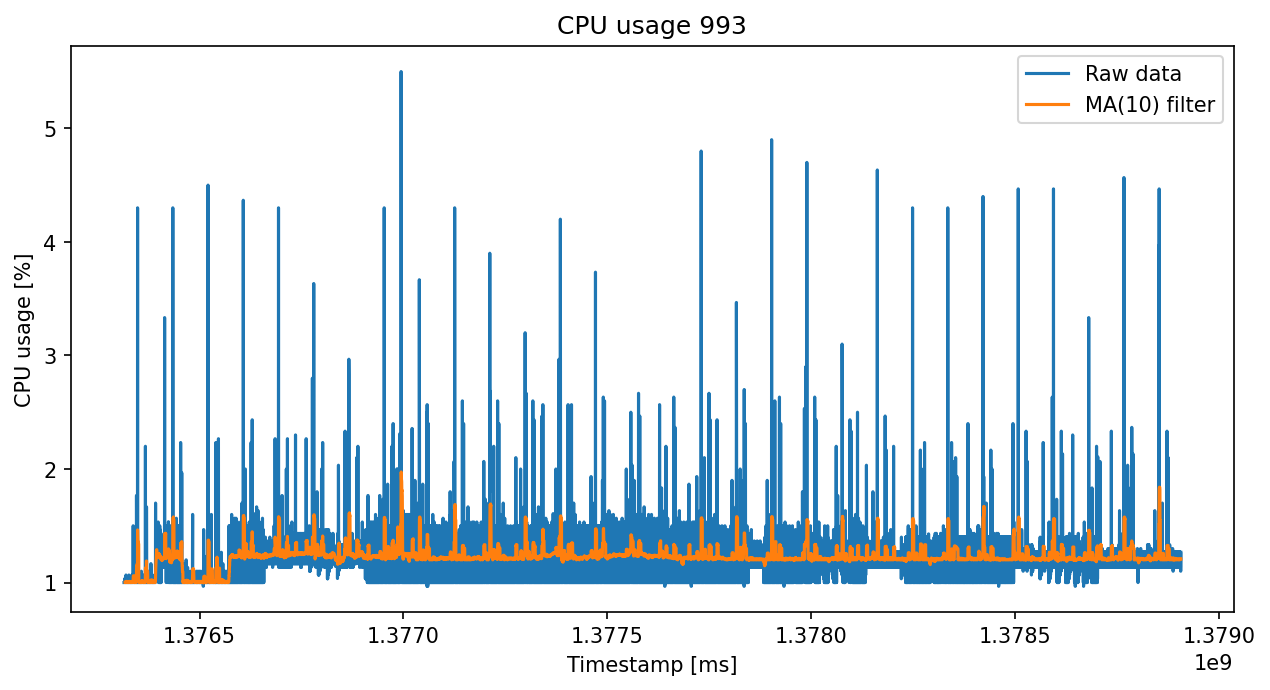 CPU usage 993
Raw data
MA(10) filter
CPU usage [%]
5
4
3
2
1
1.3765 1.3770 1.3775 1.3780 1.3785 1.3790
1e9
Timestamp [ms]